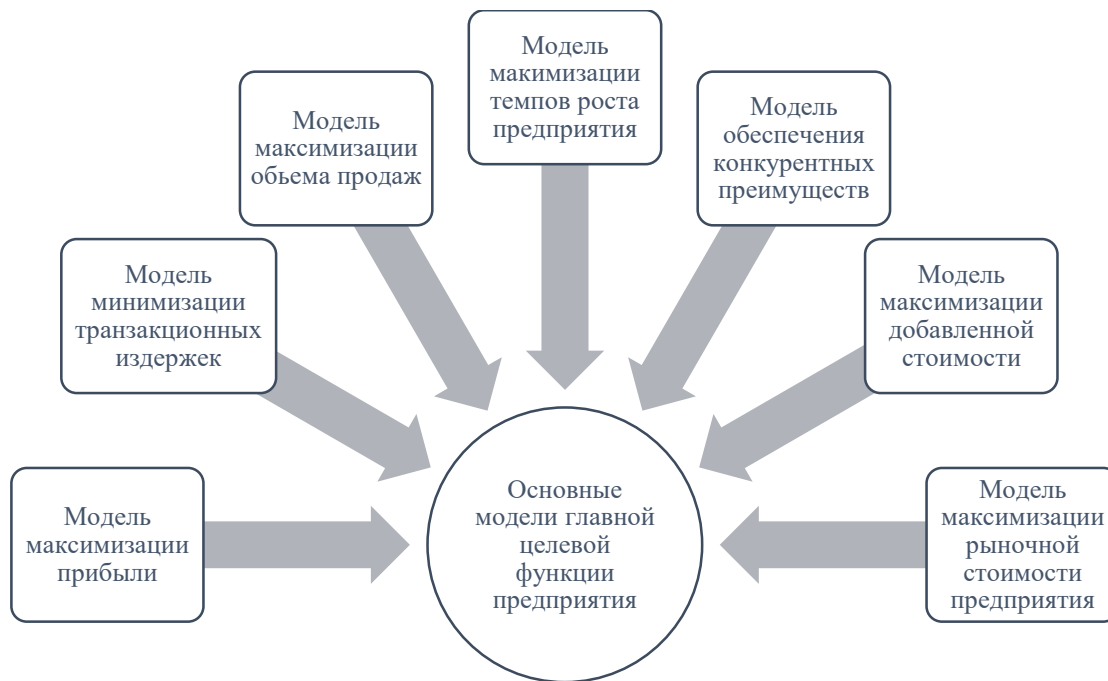 Модель
максимизации
прибыли
Модель
минимизации
транзакционных
издержек
Модель
максимизации
обьема продаж
Модель
макимизации
темпов роста
предприятия
Модель
обеспечения
конкурентных
преимуществ
Модель
максимизации
добавленной
стоимости
Модель
максимизации
рыночной
стоимости
предприятия
Основные
модели главной
целевой
функции
предприятия